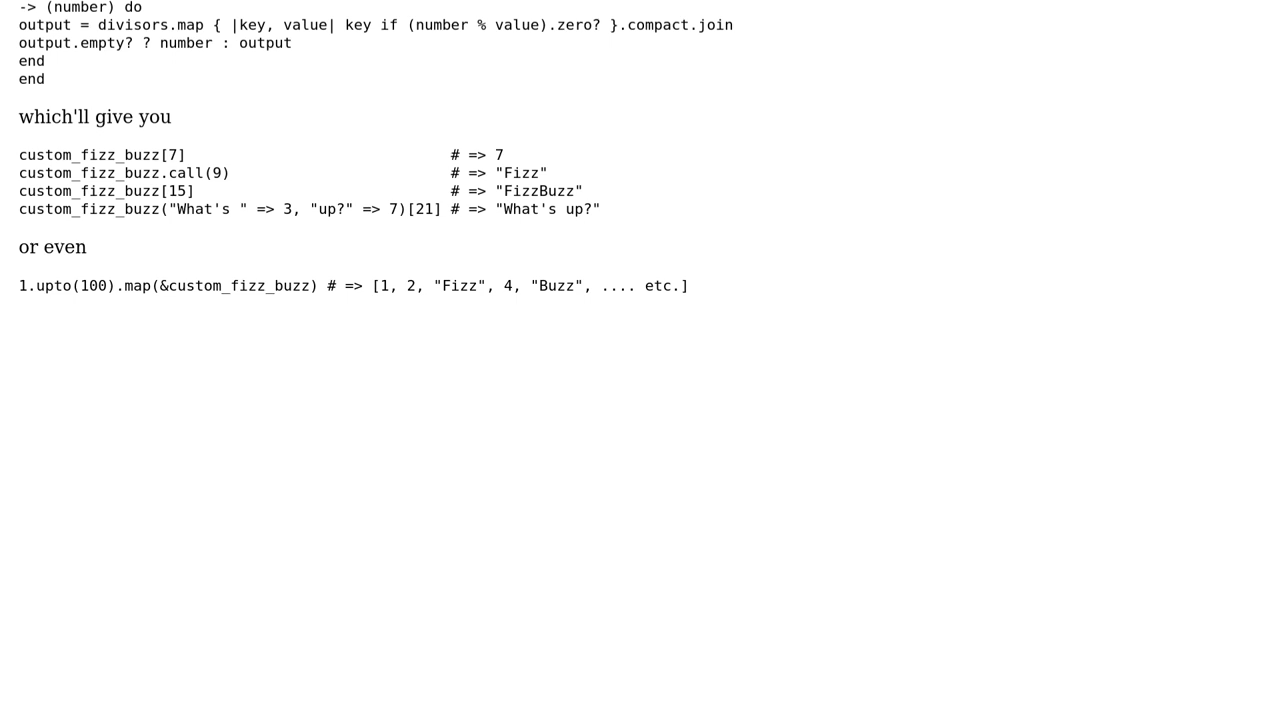 -> (number) do
output = divisors.map { |key, value| key if (number % value).zero? }.compact.join
output.empty? ? number : output
end
end
which'll give you
custom_fizz_buzz[7]                              # => 7
custom_fizz_buzz.call(9)                         # => "Fizz"
custom_fizz_buzz[15]                             # => "FizzBuzz"
custom_fizz_buzz("What's " => 3, "up?" => 7)[21] # => "What's up?"
or even
1.upto(100).map(&custom_fizz_buzz) # => [1, 2, "Fizz", 4, "Buzz", .... etc.]